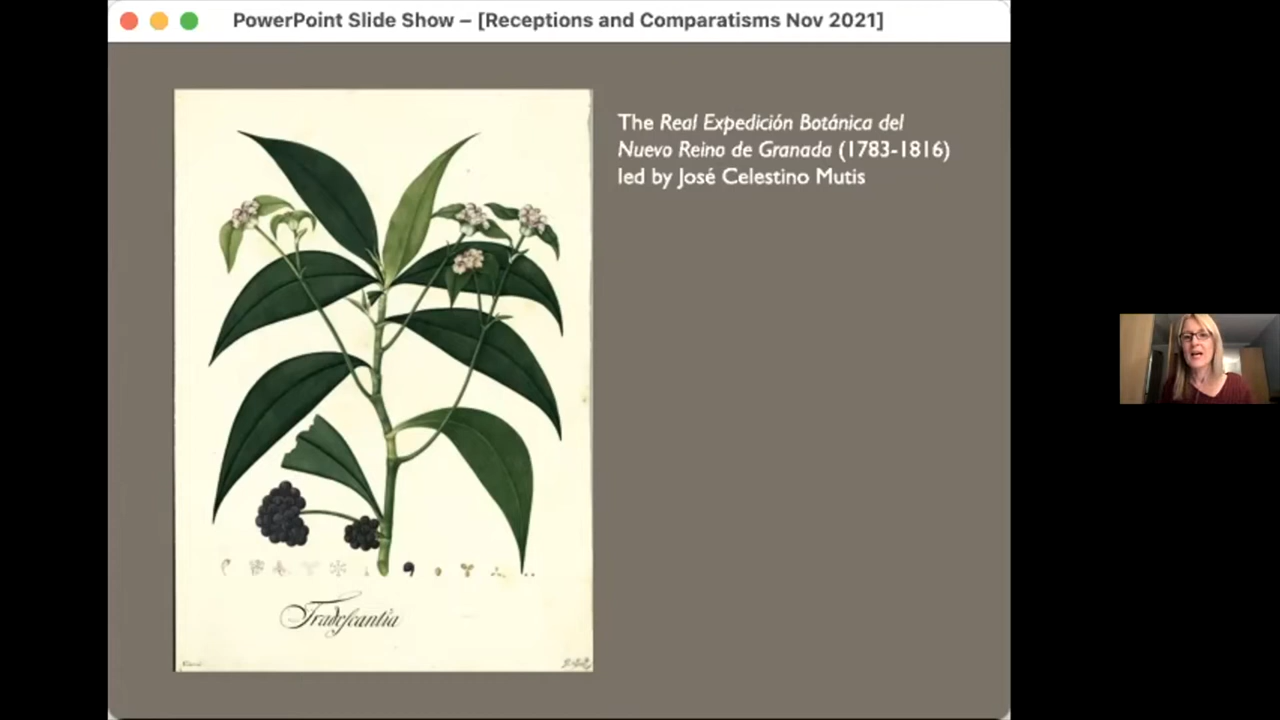 PowerPoint Slide Show – [Receptions and Comparatisms Nov 2021]
The Real Expedición Botánica del
Nuevo Reino de Granada (1783-1816)
led by José Celestino Mutis
Tradeſcantia